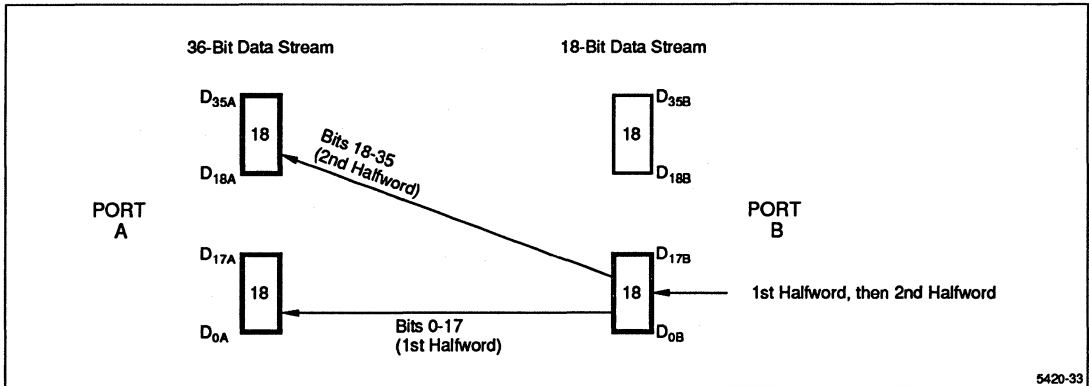 36-Bit Data Stream
18-Bit Data Stream
D35A
18
D18A
PORT
A
D17A
18
D0A
Bits 18-35
(2nd Halfword)
Bits 0-17
(1st Halfword)
D35B
18
D18B
PORT
B
D17B
18
D0B
1st Halfword, then 2nd Halfword
5420-33